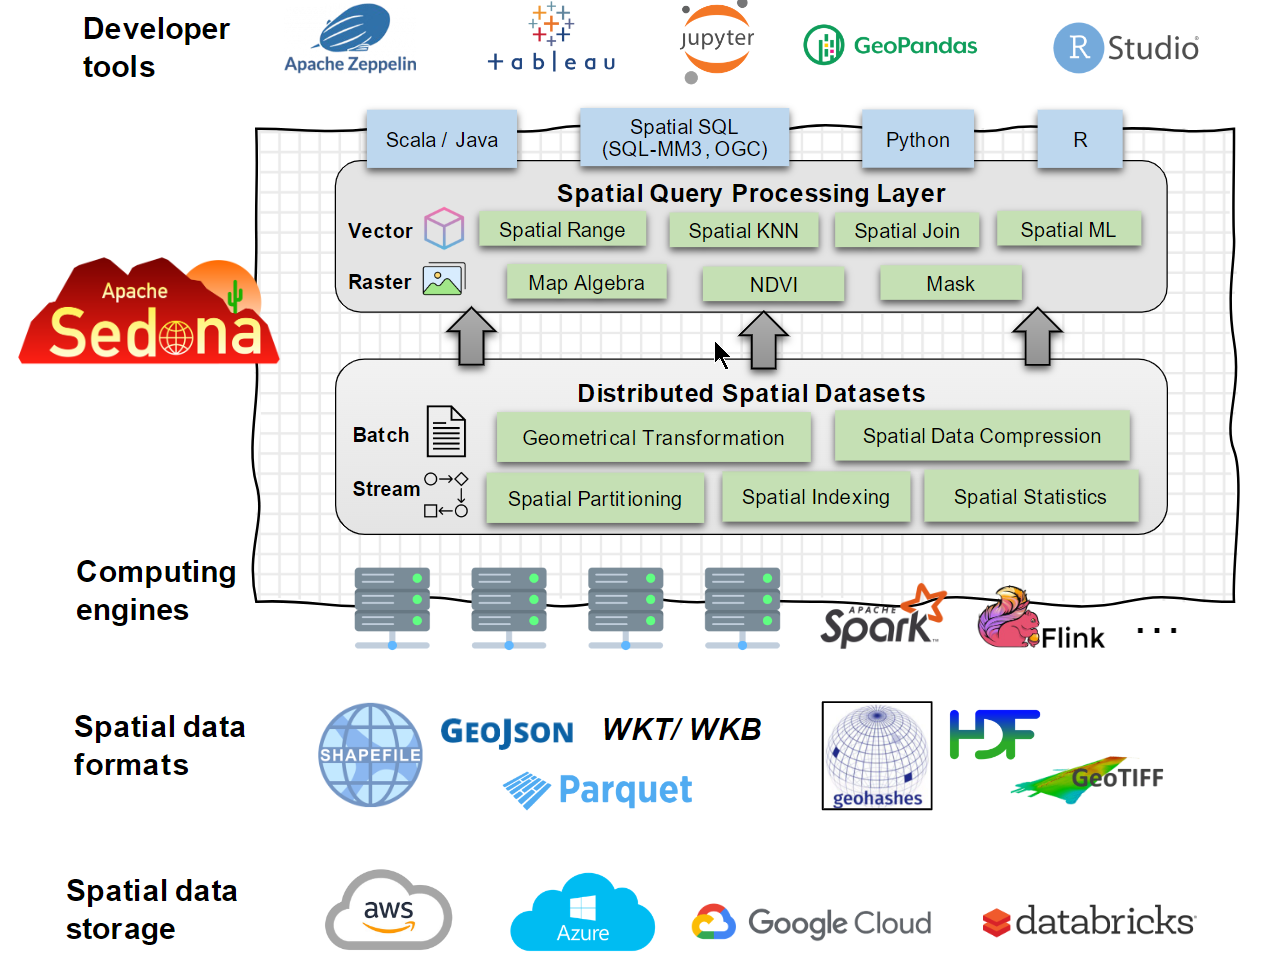 Developer
tools
Apache Zeppelin
+ a b l e a u
jupyter
GeoPandas
R Studio
Scala / Java
Spatial SQL
(SQL-MM3, OGC)
Python
R
Spatial Query Processing Layer
Vector
Spatial Range
Spatial KNN
Spatial Join
Spatial ML
Raster
Map Algebra
NDVI
Mask
Apache
Sedona
Distributed Spatial Datasets
Batch
Geometrical Transformation
Spatial Data Compression
Stream
Spatial Partitioning
Spatial Indexing
Spatial Statistics
Computing
engines
APACHE
Spark™
Flink
...
Spatial data
formats
SHAPEFILE
GEOJSON
WKT/ WKB
Parquet
geohashes
HDF
GeoTIFF
Spatial data
storage
aws
Azure
Google Cloud
databricks